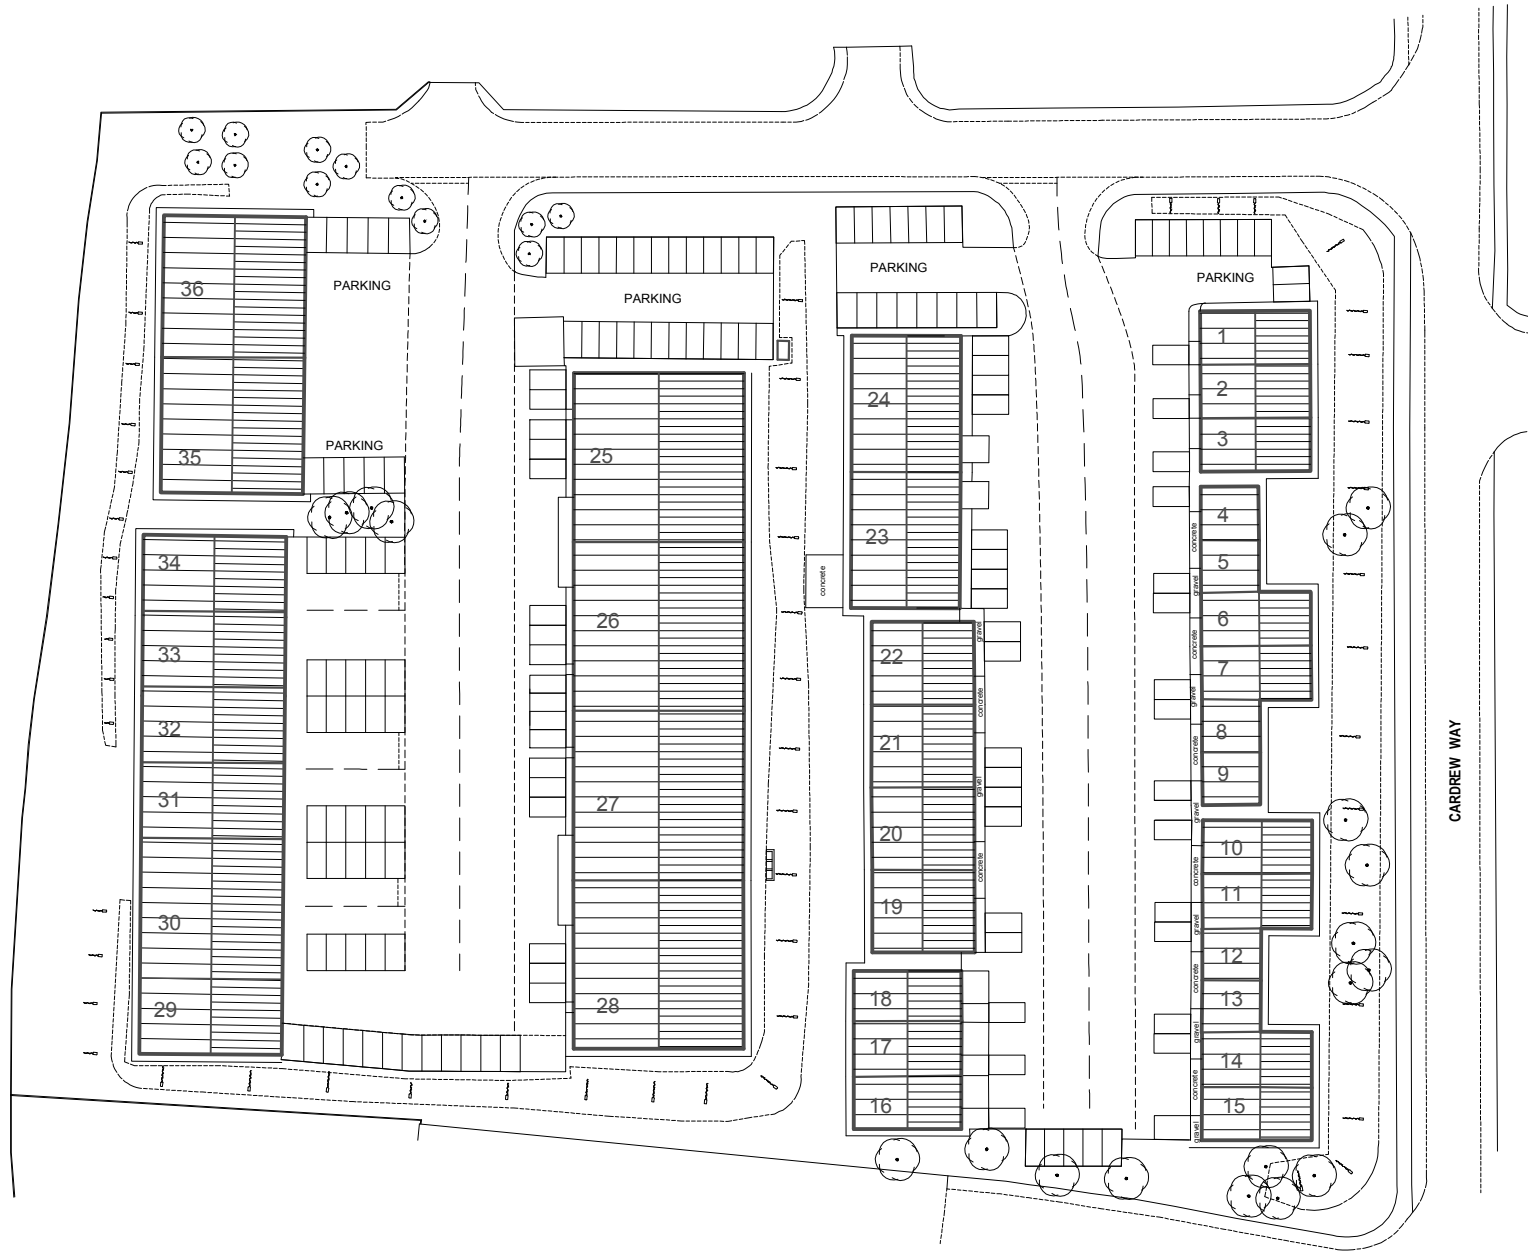 PARKING
PARKING
PARKING
PARKING
PARKING
36
35
34
33
32
31
30
29
25
26
27
28
24
23
concrete
22
21
20
19
gravel
concrete
gravel
concrete
18
17
16
1
2
3
4
5
6
7
8
9
10
11
12
13
14
15
concrete
gravel
concrete
gravel
concrete
gravel
concrete
gravel
concrete
gravel
concrete
gravel
CARDREW WAY